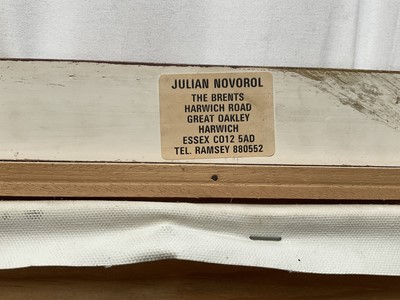 JULIAN NOVOROL
THE BRENTS
HARWICH ROAD
GREAT OAKLEY
HARWICH
ESSEX CO12 5AD
TEL. RAMSEY 880552